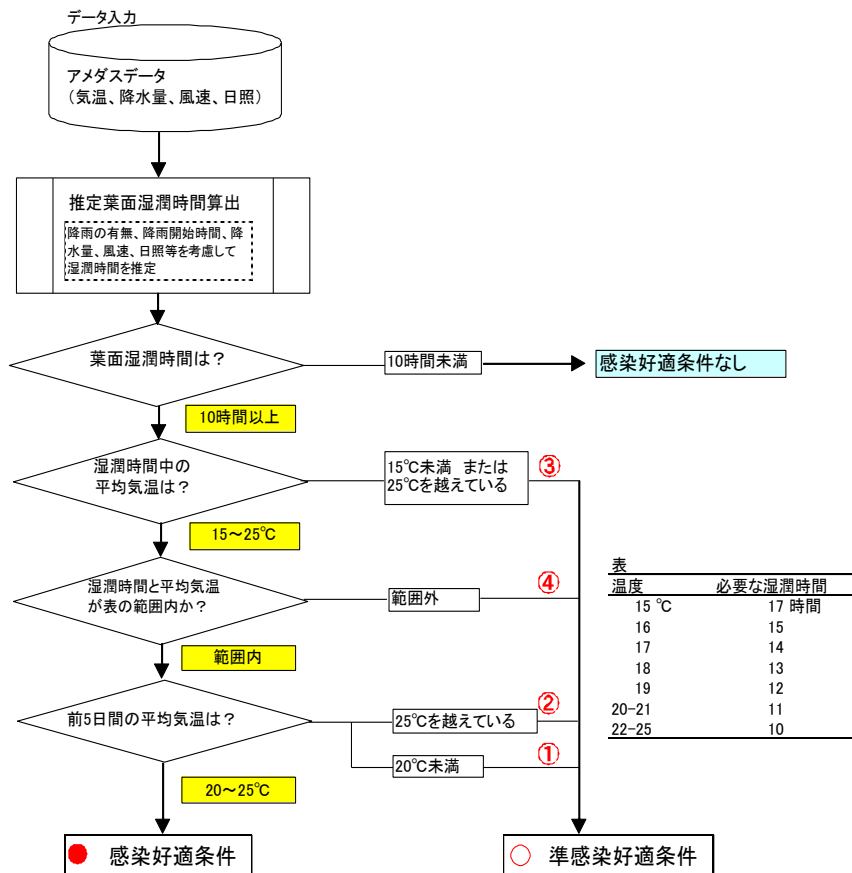 データ入力
アメダスデータ
(気温、降水量、風速、日照)
推定葉面湿潤時間算出
降雨の有無、降雨開始時間、降
水量、風速、日照等を考慮して
湿潤時間を推定
葉面湿潤時間は?
10時間未満
感染好適条件なし
10時間以上
湿潤時間中の
平均気温は?
15℃未満 または
25℃を越えている
③
15~25℃
湿潤時間と平均気温
が表の範囲内か?
範囲外
④
範囲内
前5日間の平均気温は?
25℃を越えている
②
20℃未満
①
20~25℃
● 感染好適条件
○ 準感染好適条件
表
温度 必要な湿潤時間
15 ℃ 17 時間
16 15
17 14
18 13
19 12
20-21 11
22-25 10